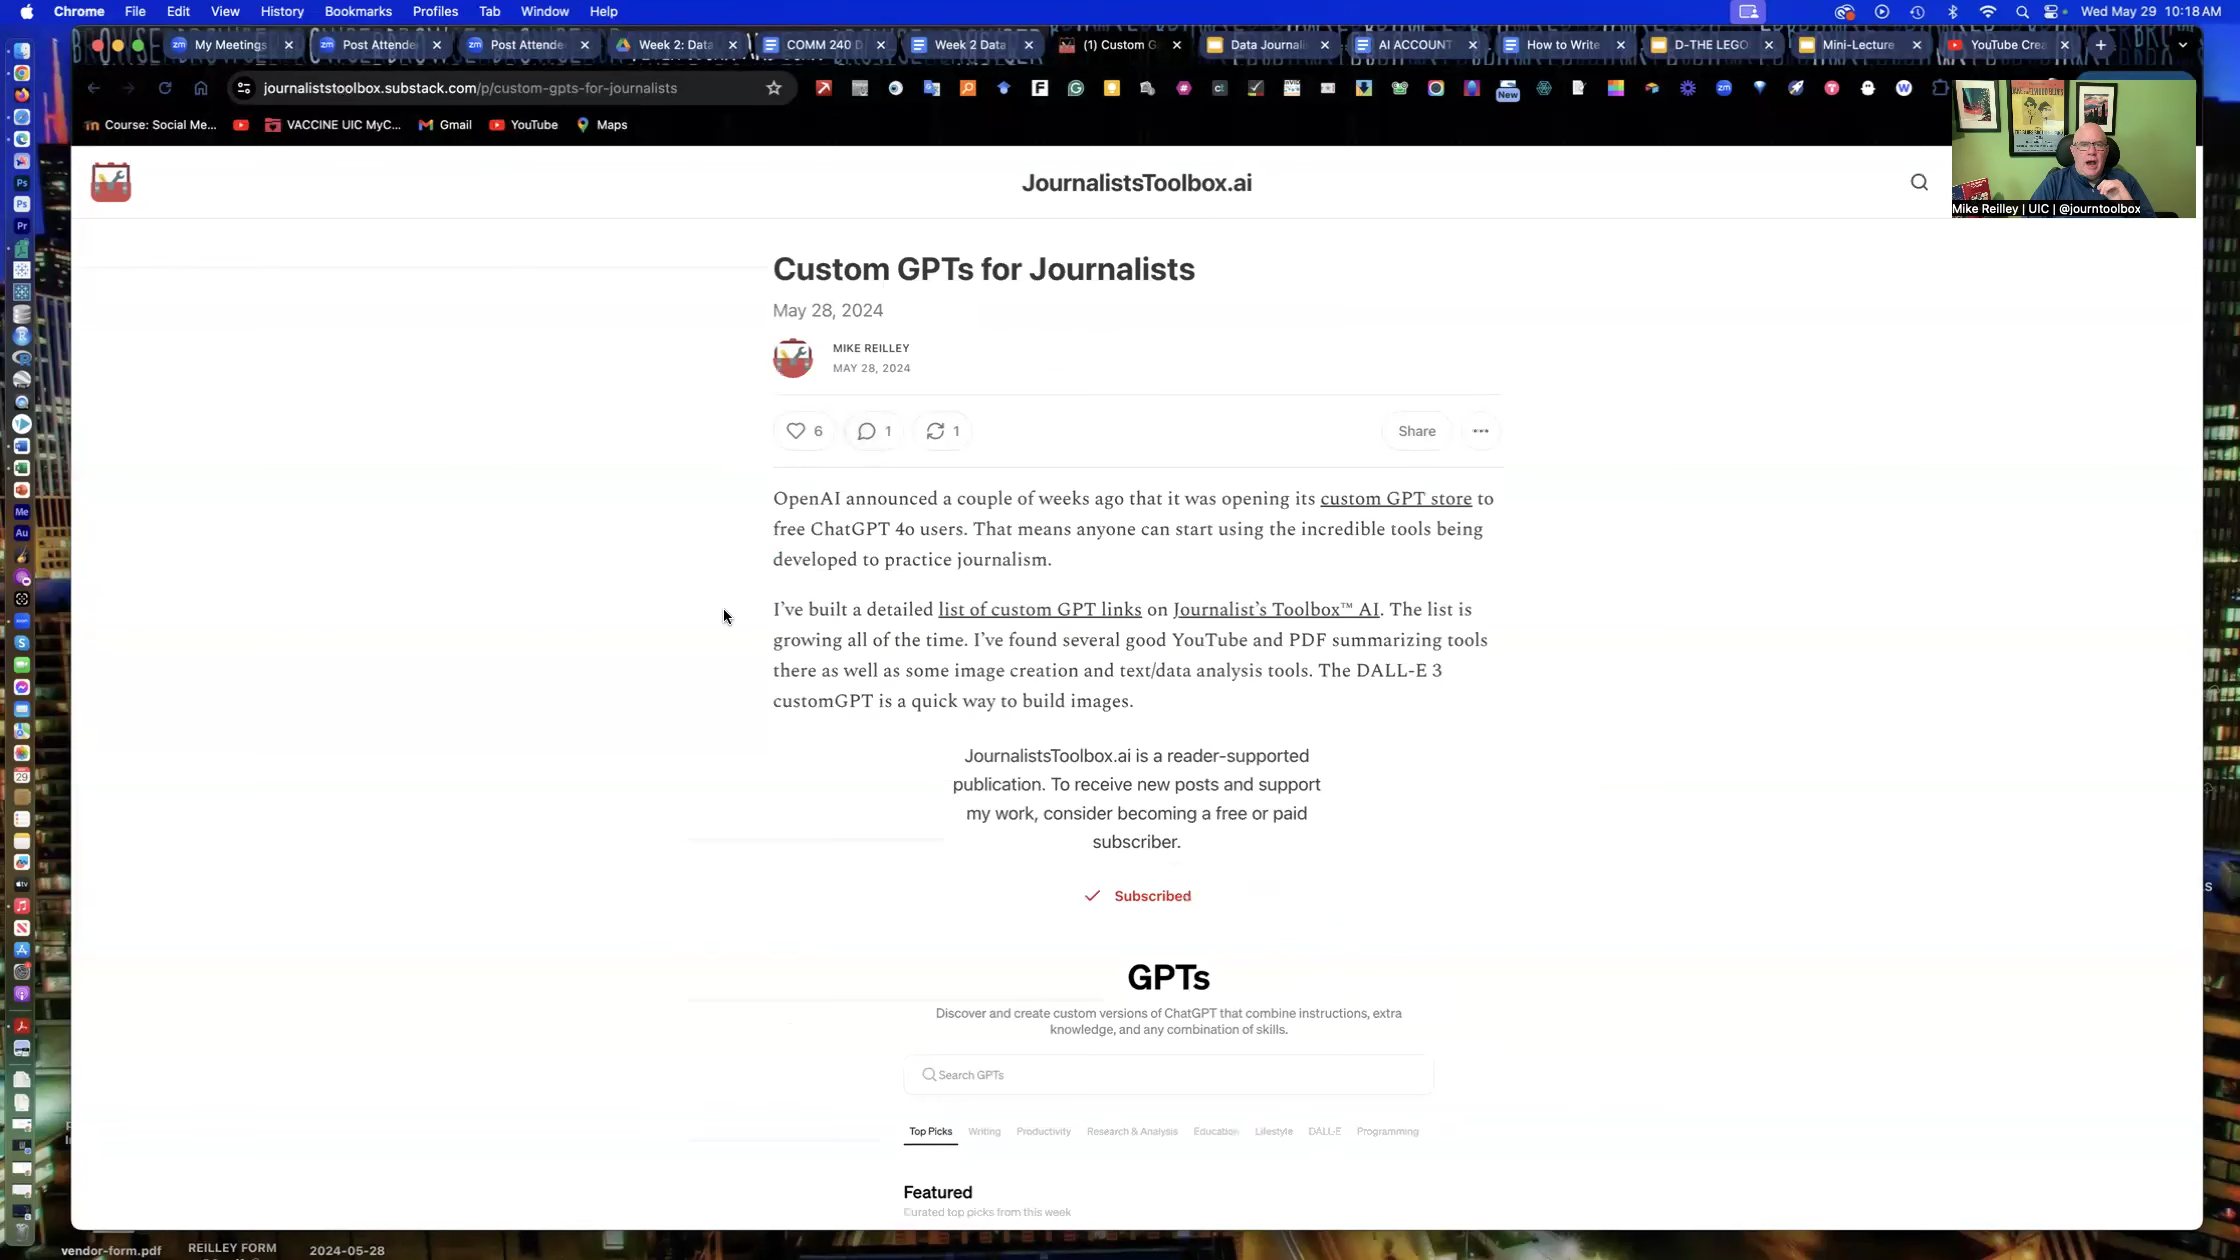 Chrome File Edit View History Bookmarks Profiles Tab Window Help Wed May 29 10:18 AM
My Meetings Post Attende Post Attende Week 2: Data COMM 240 D Week 2 Data (1) Custom G Data Journali AI ACCOUNT How to Write D-THE LEGO Mini-Lecture YouTube Crea
journaliststoolbox.substack.com/p/custom-gpts-for-journalists
New
Course: Social Me... VACCINE UIC MyC... Gmail YouTube Maps
JournalistsToolbox.ai
Mike Reilley | UIC | @journtoolbox
Custom GPTs for Journalists
May 28, 2024
MIKE REILLEY
MAY 28, 2024
6 1 1 Share
OpenAI announced a couple of weeks ago that it was opening its custom GPT store to
free ChatGPT 4o users. That means anyone can start using the incredible tools being
developed to practice journalism.
I’ve built a detailed list of custom GPT links on Journalist’s Toolbox™ AI. The list is
growing all of the time. I’ve found several good YouTube and PDF summarizing tools
there as well as some image creation and text/data analysis tools. The DALL-E 3
customGPT is a quick way to build images.
JournalistsToolbox.ai is a reader-supported
publication. To receive new posts and support
my work, consider becoming a free or paid
subscriber.
Subscribed
GPTs
Discover and create custom versions of ChatGPT that combine instructions, extra
knowledge, and any combination of skills.
Search GPTs
Top Picks Writing Productivity Research & Analysis Education Lifestyle DALL·E Programming
Featured
Curated top picks from this week
vendor-form.pdf REILLEY FORM 2024-05-28